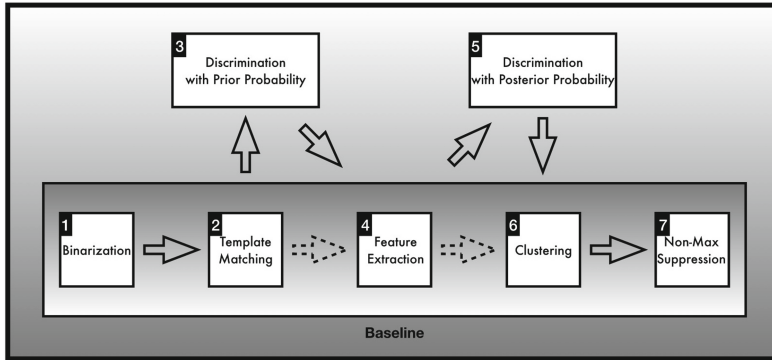 3
Discrimination
with Prior Probability
5
Discrimination
with Posterior Probability
1
Binarization
2
Template
Matching
4
Feature
Extraction
6
Clustering
7
Non-Max
Suppression
Baseline